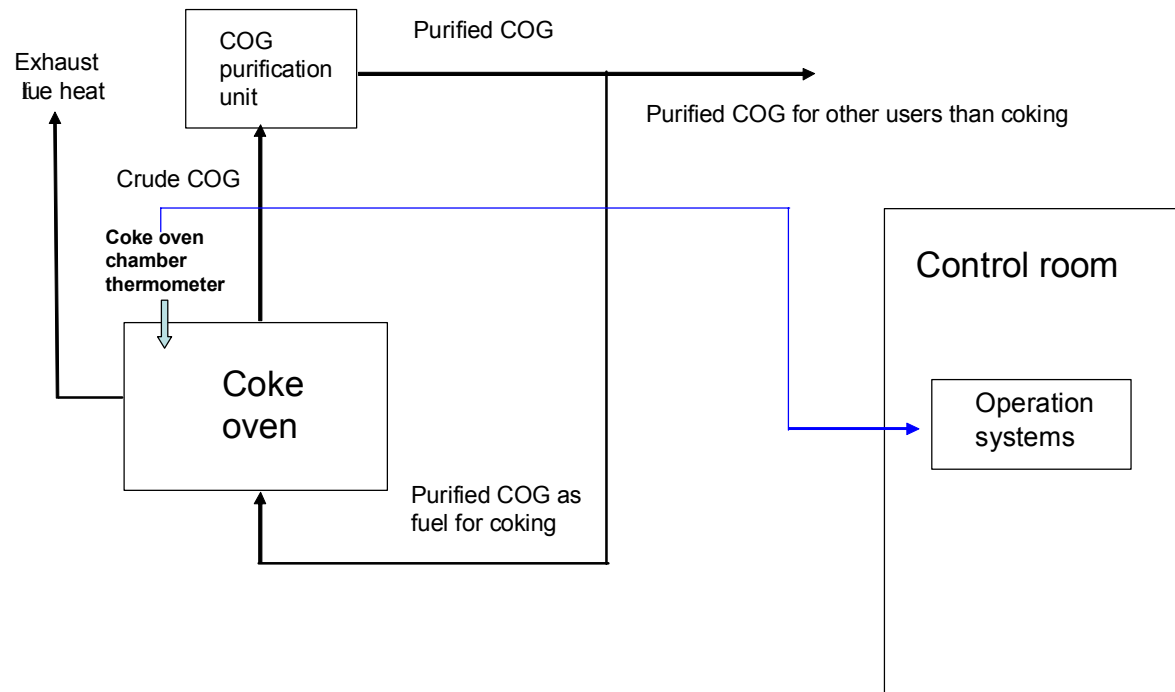 Purified COG
COG
purification
unit
Exhaust
flue heat
Purified COG for other users than coking
Crude COG
Coke oven
chamber
thermometer
Control room
Coke
oven
Operation
systems
Purified COG as
fuel for coking